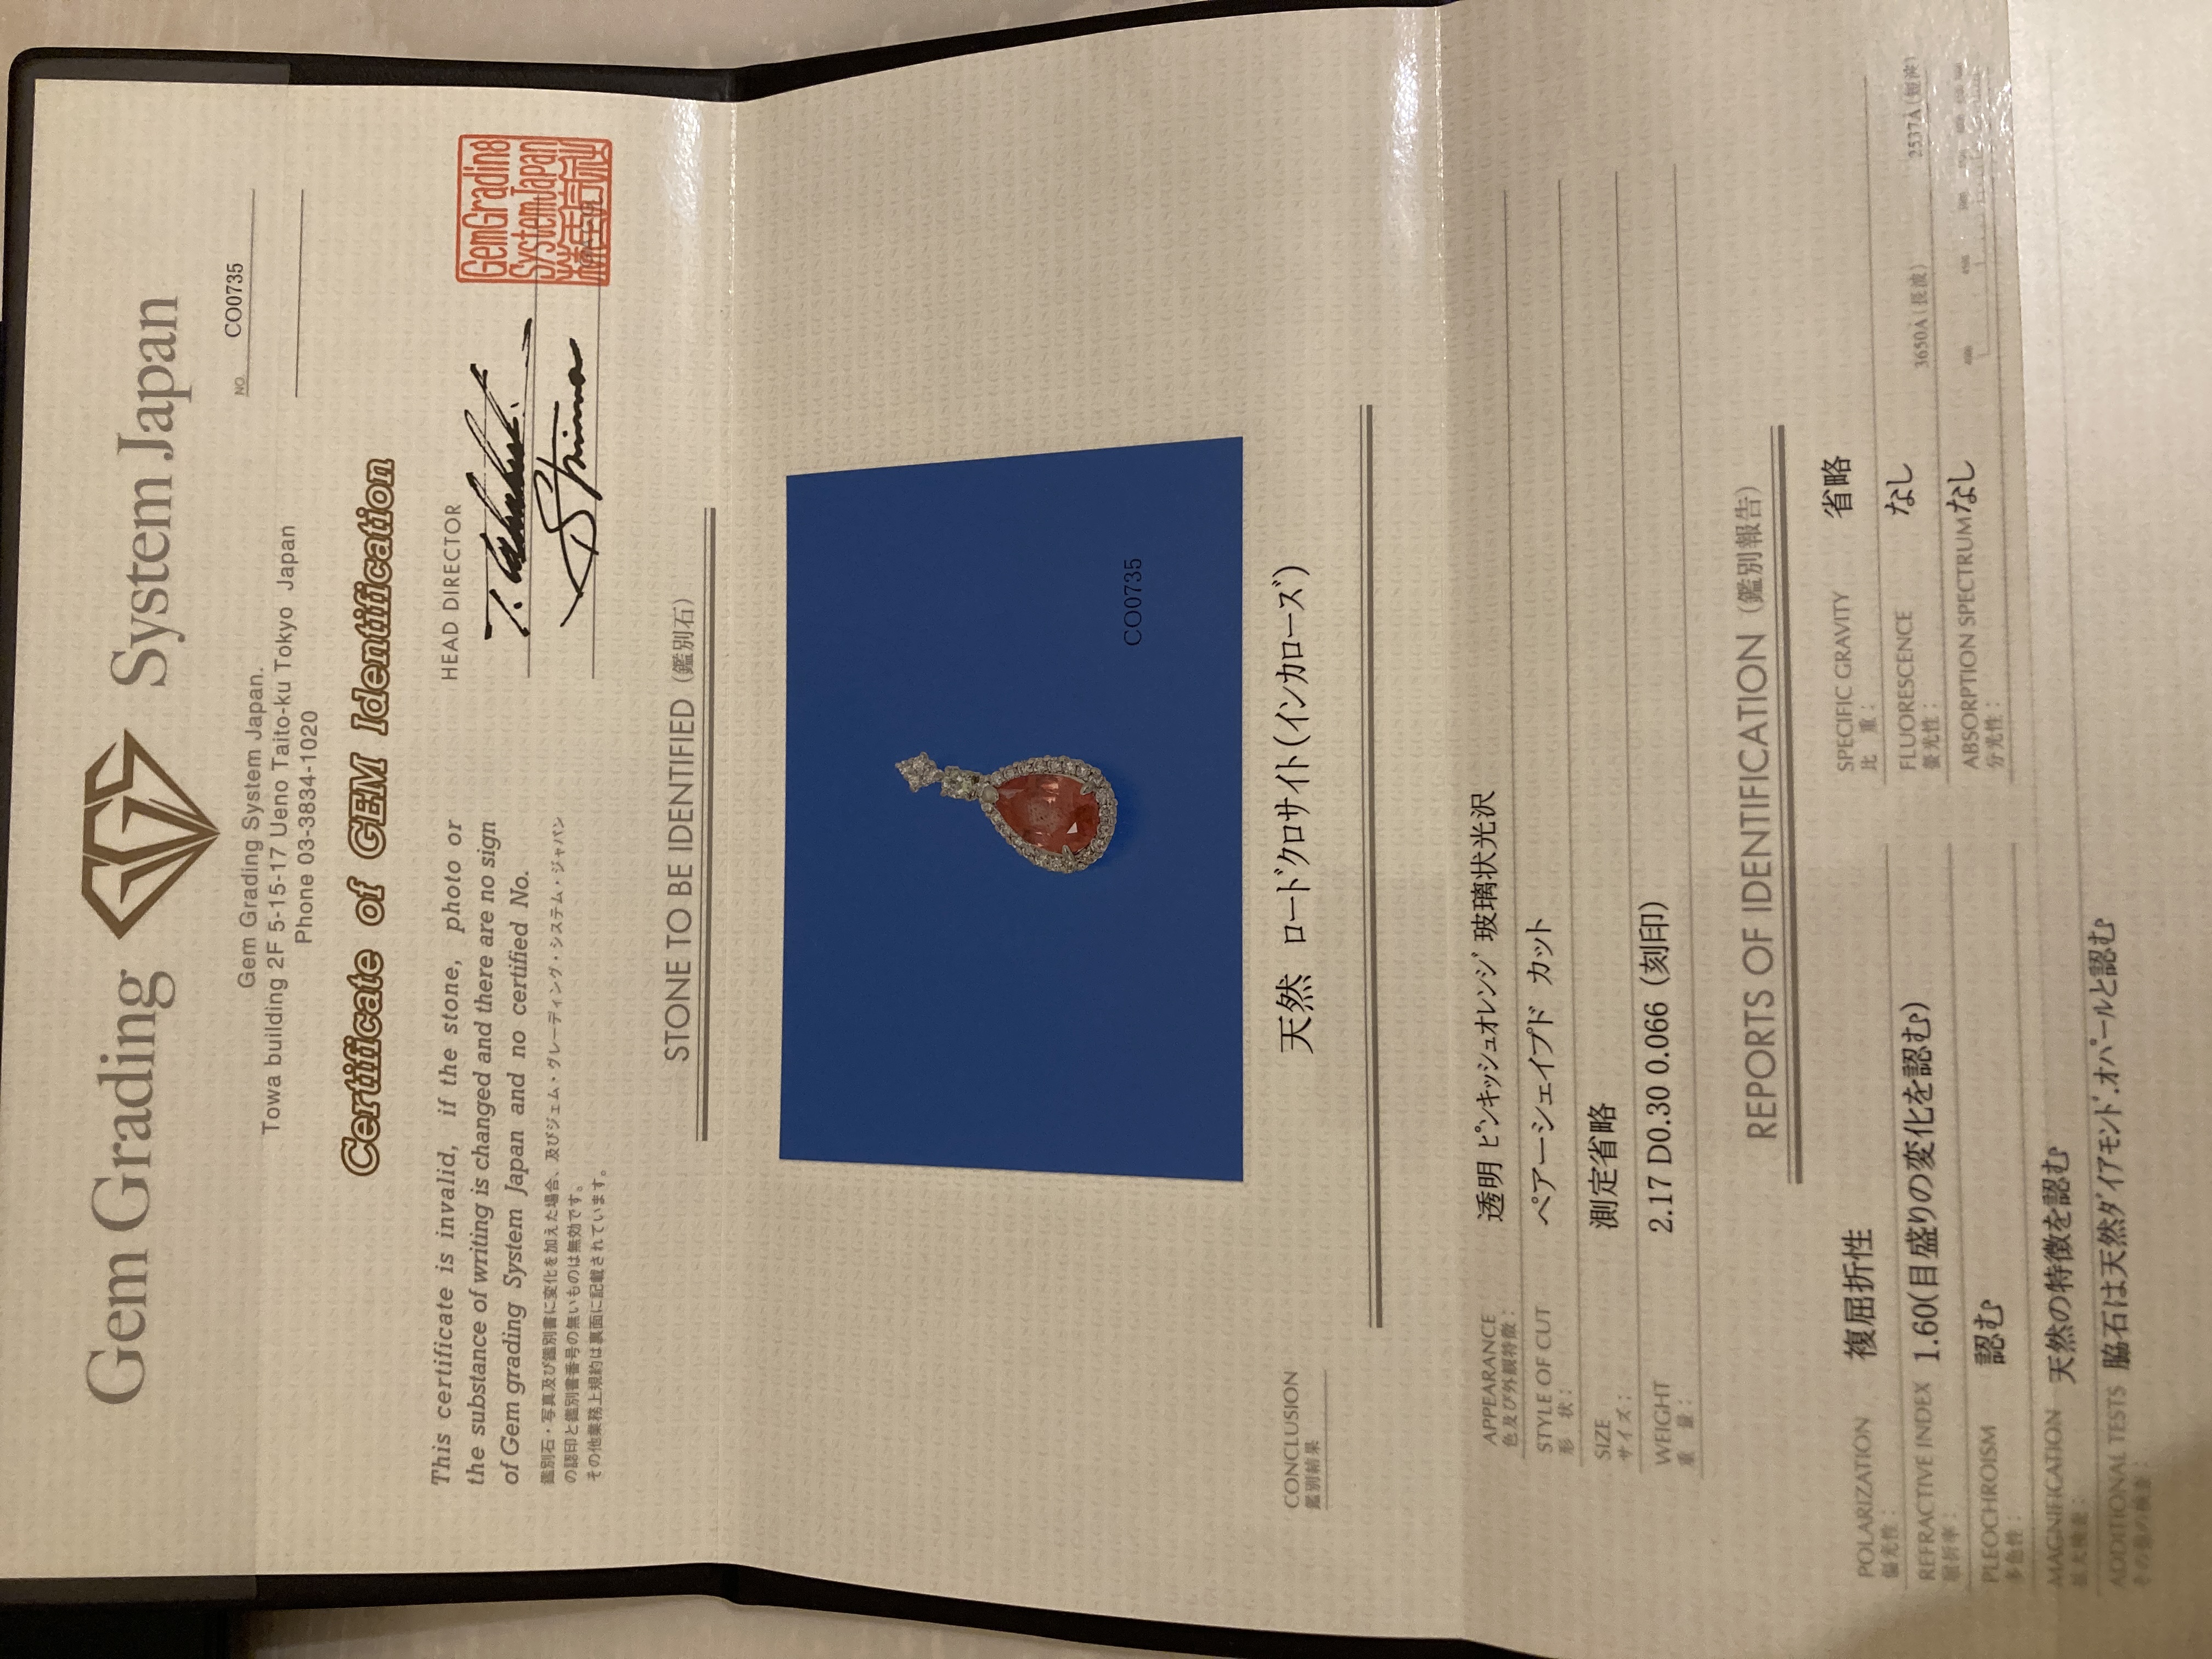 Gem Grading System Japan
NO. CO0735
Gem Grading System Japan.
Towa building 2F 5-15-17 Ueno Taito-ku Tokyo Japan
Phone 03-3834-1020
Certificate of GEM Identification
This certificate is invalid, if the stone, photo or
the substance of writing is changed and there are no sign
of Gem grading System Japan and no certified No.
鑑別石・写真及び鑑別書に変化を加えた場合、及びジェム・グレーディング・システム・ジャパン
の認印と鑑別書番号の無いものは無効です。
その他業務上規約は裏面に記載されています。
HEAD DIRECTOR
GemGrading
SystemJapan
STONE TO BE IDENTIFIED (鑑別石)
CO0735
CONCLUSION 天然 ロードクロサイト(インカローズ)
鑑別結果
APPEARANCE 透明 ピンキッシュオレンジ 玻璃状光沢
色及び外観特徴:
STYLE OF CUT ペアーシェイプド カット
形 状:
SIZE 測定省略
サイズ:
WEIGHT 2.17 D0.30 0.066 (刻印)
重 量:
REPORTS OF IDENTIFICATION (鑑別報告)
POLARIZATION 複屈折性
偏光性:
SPECIFIC GRAVITY 省略
比 重:
REFRACTIVE INDEX 1.60(目盛りの変化を認む)
屈折率:
FLUORESCENCE なし 3650A(長波) 2537A(短波)
螢光性:
PLEOCHROISM 認む
多色性:
ABSORPTION SPECTRUM なし
分光性:
MAGNIFICATION 天然の特徴を認む
拡大検査:
ADDITIONAL TESTS 脇石は天然ダイアモンド.オパールと認む
その他の検査: